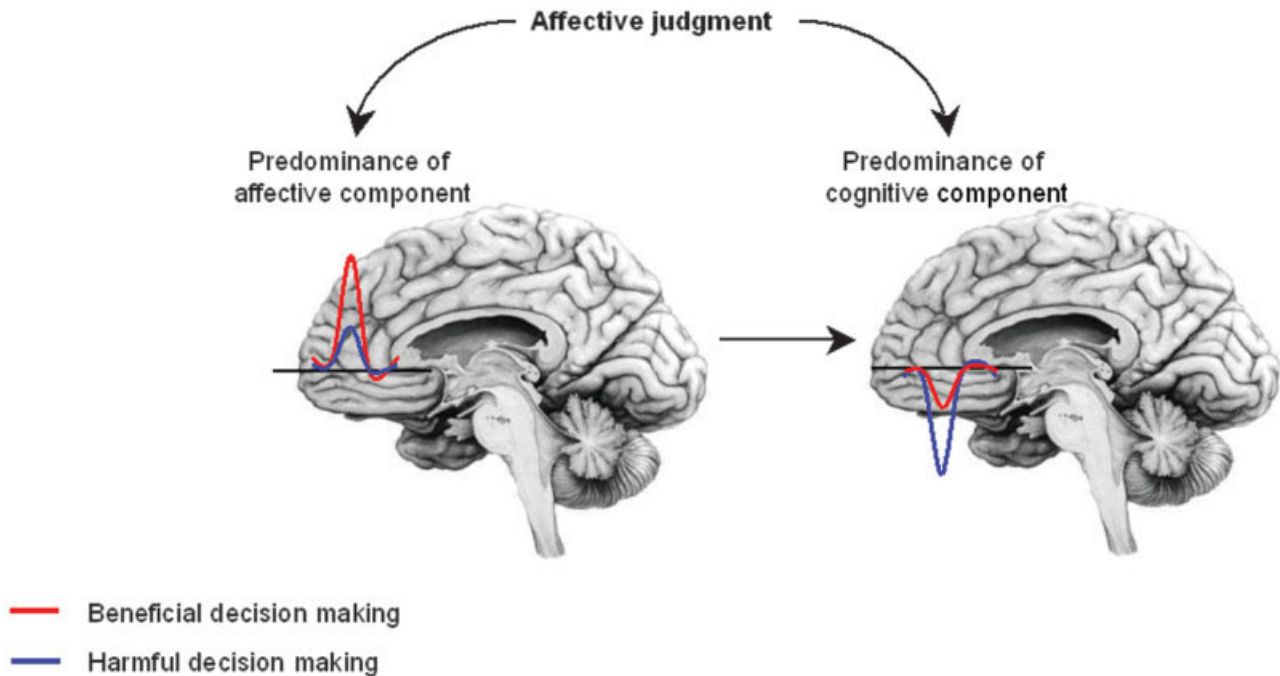 Affective judgment
Predominance of
affective component
Predominance of
cognitive component
Beneficial decision making
Harmful decision making